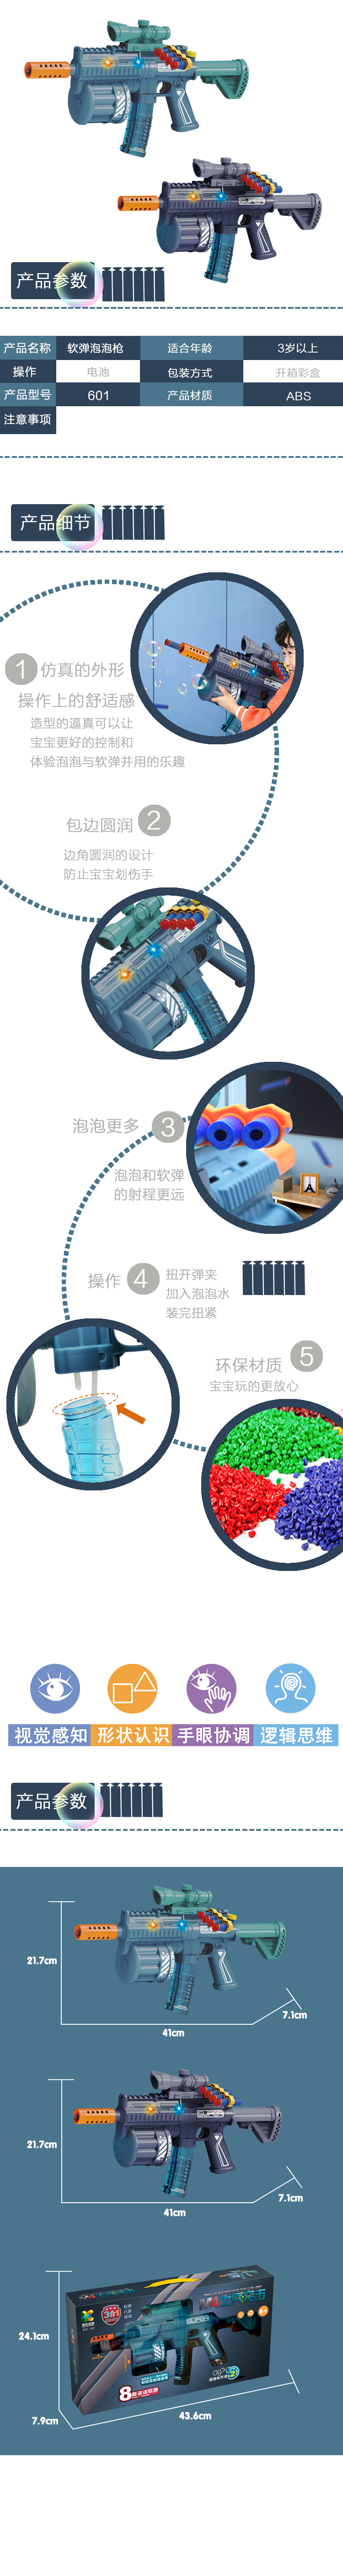 产品参数
产品名称 软弹泡泡枪 适合年龄 3岁以上
操作 电池 包装方式 开箱彩盒
产品型号 601 产品材质 ABS
注意事项
产品细节
1 仿真的外形
操作上的舒适感
造型的逼真可以让
宝宝更好的控制和
体验泡泡与软弹并用的乐趣
包边圆润 2
边角圆润的设计
防止宝宝划伤手
泡泡更多 3
泡泡和软弹
的射程更远
A
操作 4
扭开弹夹
加入泡泡水
装完扭紧
环保材质 5
宝宝玩的更放心
视觉感知 形状认识 手眼协调 逻辑思维
产品参数
21.7cm
41cm
7.1cm
SUPER
21.7cm
41cm
7.1cm
24.1cm
3合1
8
7.9cm
43.6cm